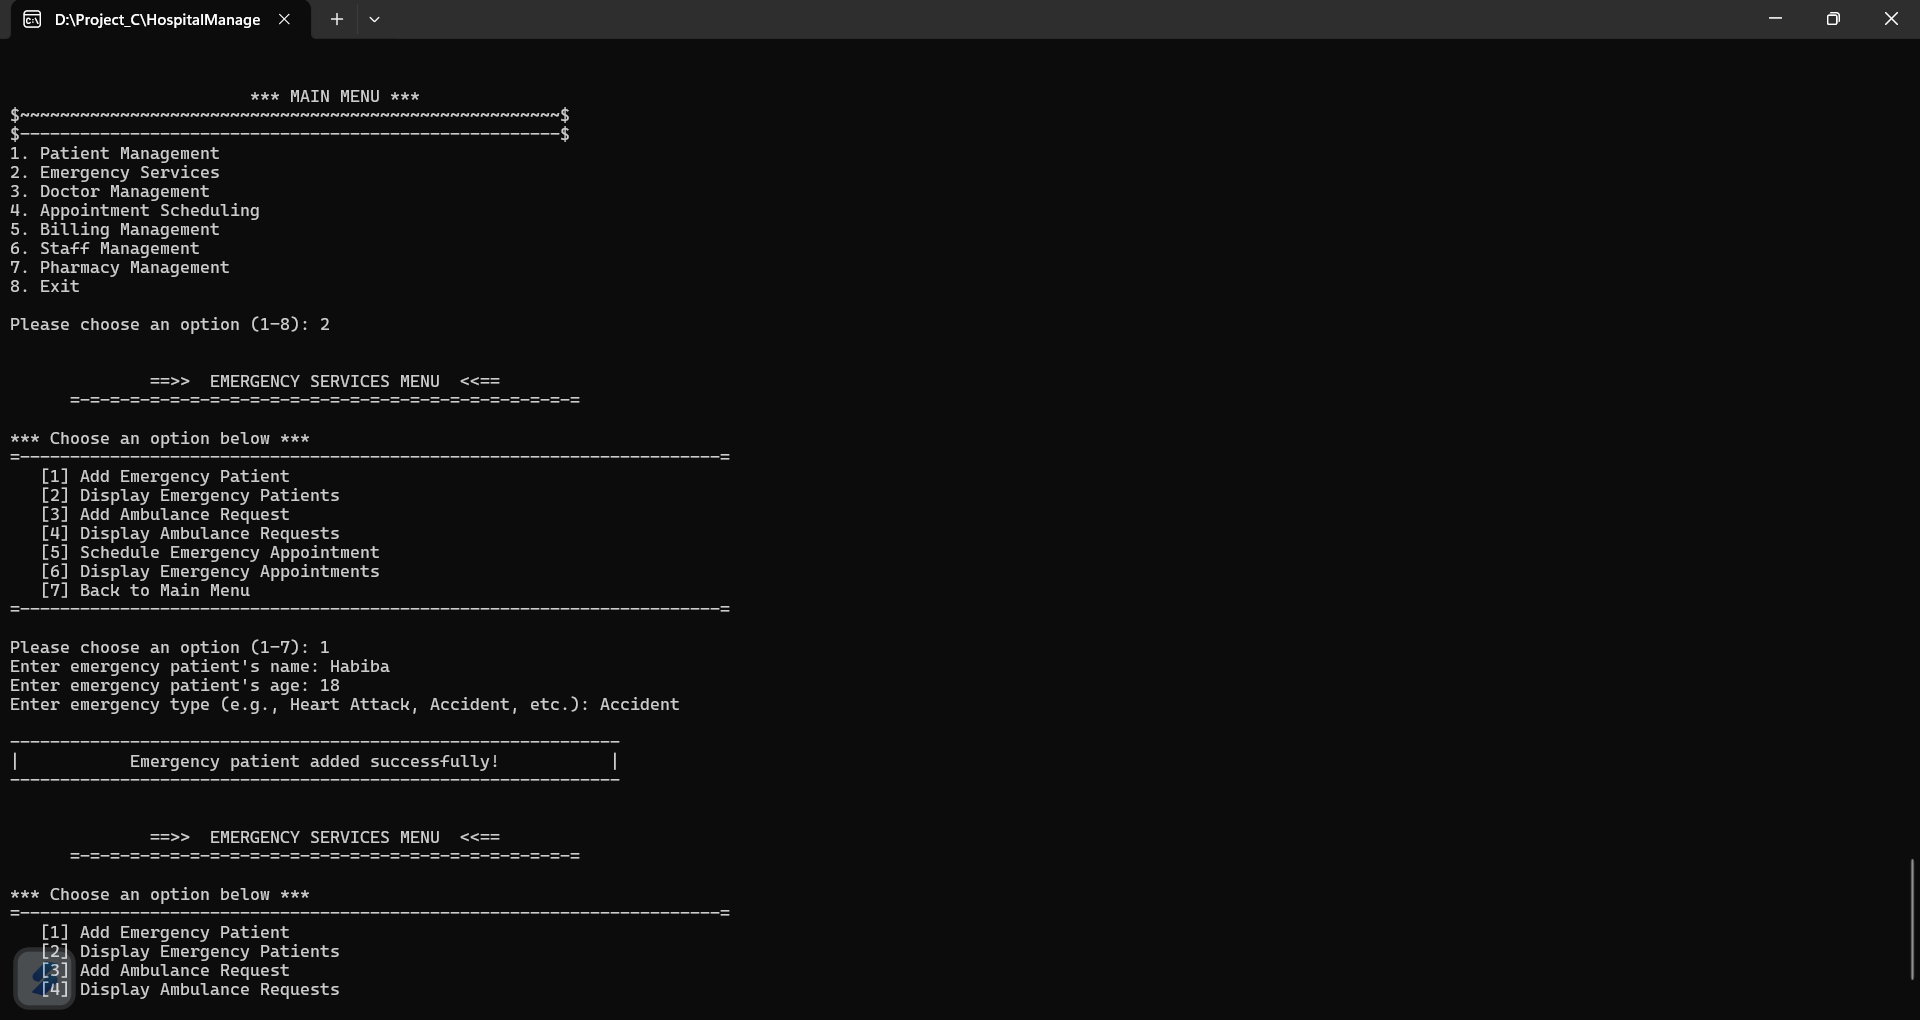 D:\Project_C\HospitalManage
*** MAIN MENU ***
$~~~~~~~~~~~~~~~~~~~~~~~~~~~~~~~~~~~~~~~~~~~~~~~~~~~~~~$
$------------------------------------------------------$
1. Patient Management
2. Emergency Services
3. Doctor Management
4. Appointment Scheduling
5. Billing Management
6. Staff Management
7. Pharmacy Management
8. Exit
Please choose an option (1-8): 2
==>>  EMERGENCY SERVICES MENU  <<==
=-=-=-=-=-=-=-=-=-=-=-=-=-=-=-=-=-=-=-=-=-=-=-=-=-=
*** Choose an option below ***
=----------------------------------------------------------------------=
[1] Add Emergency Patient
[2] Display Emergency Patients
[3] Add Ambulance Request
[4] Display Ambulance Requests
[5] Schedule Emergency Appointment
[6] Display Emergency Appointments
[7] Back to Main Menu
=----------------------------------------------------------------------=
Please choose an option (1-7): 1
Enter emergency patient's name: Habiba
Enter emergency patient's age: 18
Enter emergency type (e.g., Heart Attack, Accident, etc.): Accident
-------------------------------------------------------------
|           Emergency patient added successfully!           |
-------------------------------------------------------------
==>>  EMERGENCY SERVICES MENU  <<==
=-=-=-=-=-=-=-=-=-=-=-=-=-=-=-=-=-=-=-=-=-=-=-=-=-=
*** Choose an option below ***
=----------------------------------------------------------------------=
[1] Add Emergency Patient
[2] Display Emergency Patients
[3] Add Ambulance Request
[4] Display Ambulance Requests